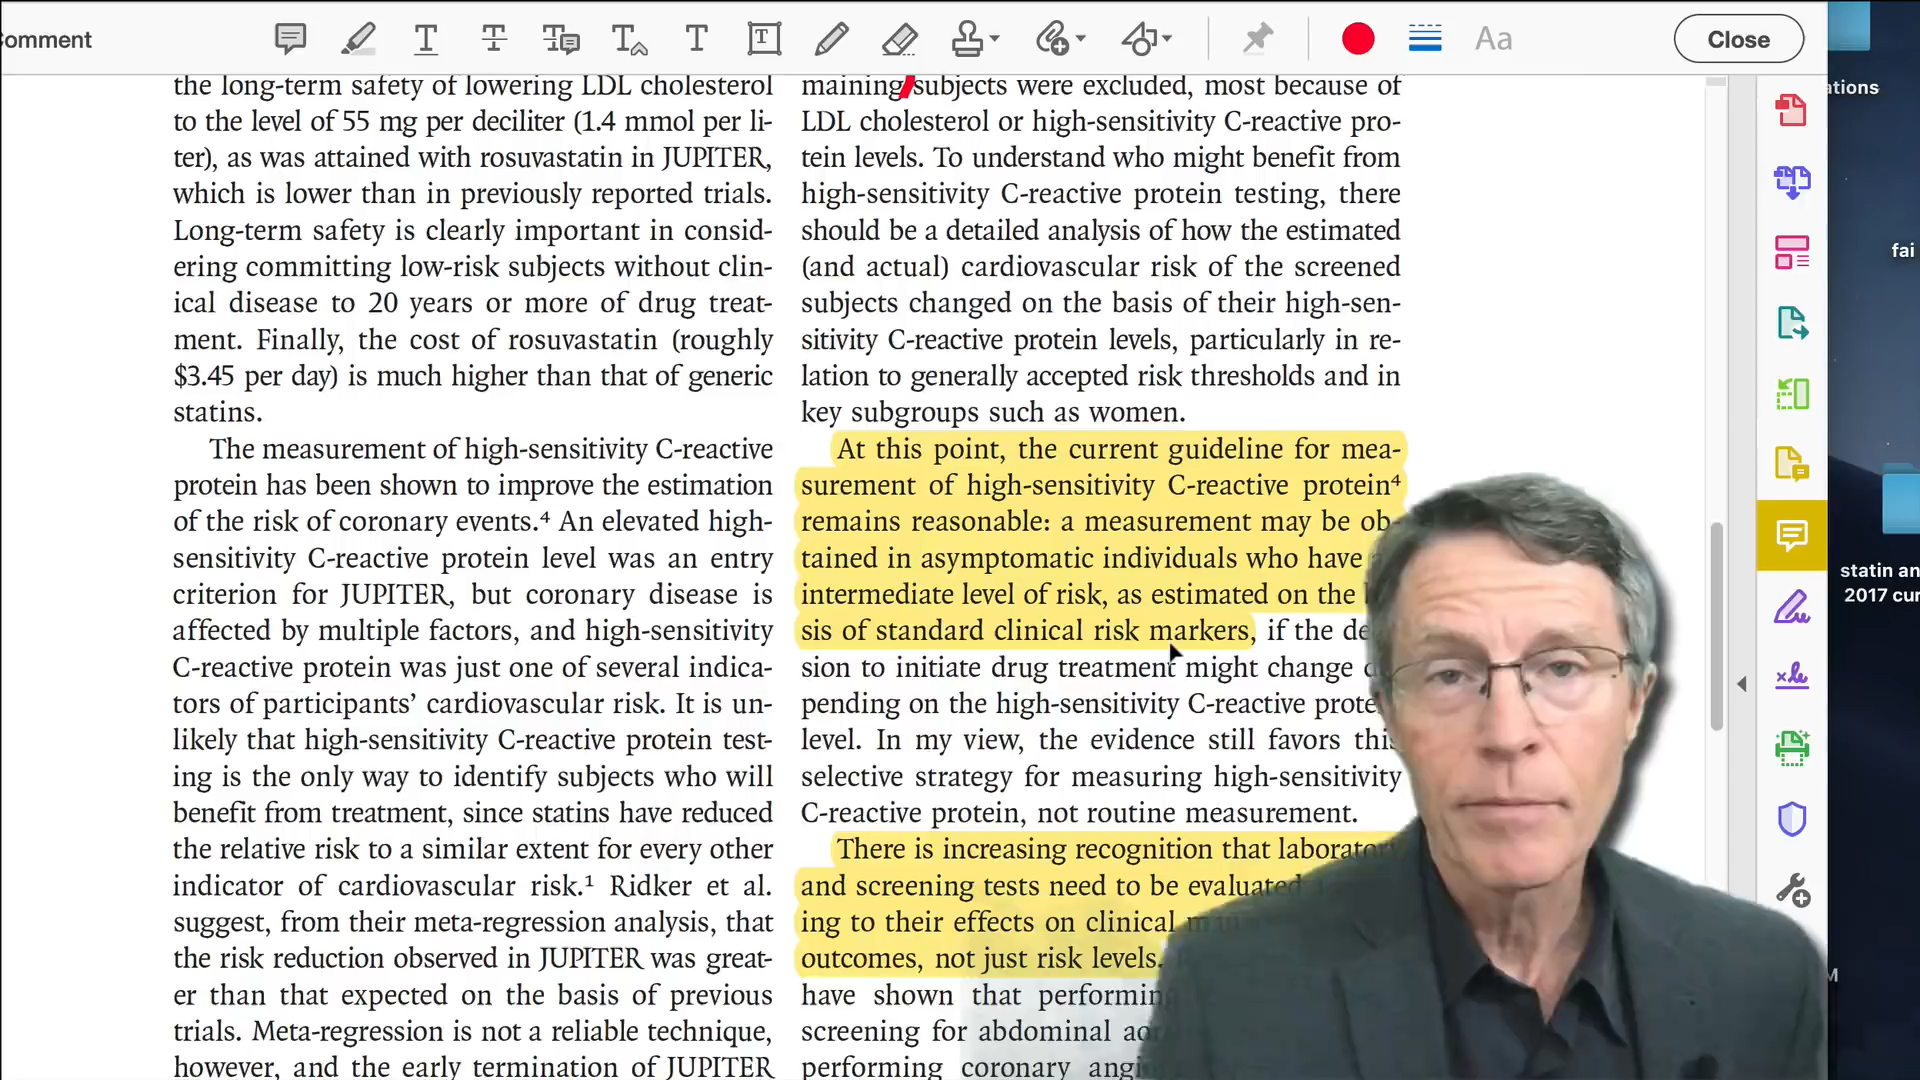 Comment
Close
Aa
the long-term safety of lowering LDL cholesterol
to the level of 55 mg per deciliter (1.4 mmol per li-
ter), as was attained with rosuvastatin in JUPITER,
which is lower than in previously reported trials.
Long-term safety is clearly important in consid-
ering committing low-risk subjects without clin-
ical disease to 20 years or more of drug treat-
ment. Finally, the cost of rosuvastatin (roughly
$3.45 per day) is much higher than that of generic
statins.
The measurement of high-sensitivity C-reactive
protein has been shown to improve the estimation
of the risk of coronary events.⁴ An elevated high-
sensitivity C-reactive protein level was an entry
criterion for JUPITER, but coronary disease is
affected by multiple factors, and high-sensitivity
C-reactive protein was just one of several indica-
tors of participants’ cardiovascular risk. It is un-
likely that high-sensitivity C-reactive protein test-
ing is the only way to identify subjects who will
benefit from treatment, since statins have reduced
the relative risk to a similar extent for every other
indicator of cardiovascular risk.¹ Ridker et al.
suggest, from their meta-regression analysis, that
the risk reduction observed in JUPITER was great-
er than that expected on the basis of previous
trials. Meta-regression is not a reliable technique,
however, and the early termination of JUPITER
maining subjects were excluded, most because of
LDL cholesterol or high-sensitivity C-reactive pro-
tein levels. To understand who might benefit from
high-sensitivity C-reactive protein testing, there
should be a detailed analysis of how the estimated
(and actual) cardiovascular risk of the screened
subjects changed on the basis of their high-sen-
sitivity C-reactive protein levels, particularly in re-
lation to generally accepted risk thresholds and in
key subgroups such as women.
At this point, the current guideline for mea-
surement of high-sensitivity C-reactive protein⁴
remains reasonable: a measurement may be ob-
tained in asymptomatic individuals who have
intermediate level of risk, as estimated on the
sis of standard clinical risk markers, if the
sion to initiate drug treatment might change
pending on the high-sensitivity C-reactive
level. In my view, the evidence still favors this
selective strategy for measuring high-sensitivity
C-reactive protein, not routine measurement.
There is increasing recognition that laboratory
and screening tests need to be evaluated
ing to their effects on clinical
outcomes, not just risk levels.
have shown that performing
screening for abdominal
performing coronary
ations
fai
statin an
2017 cur